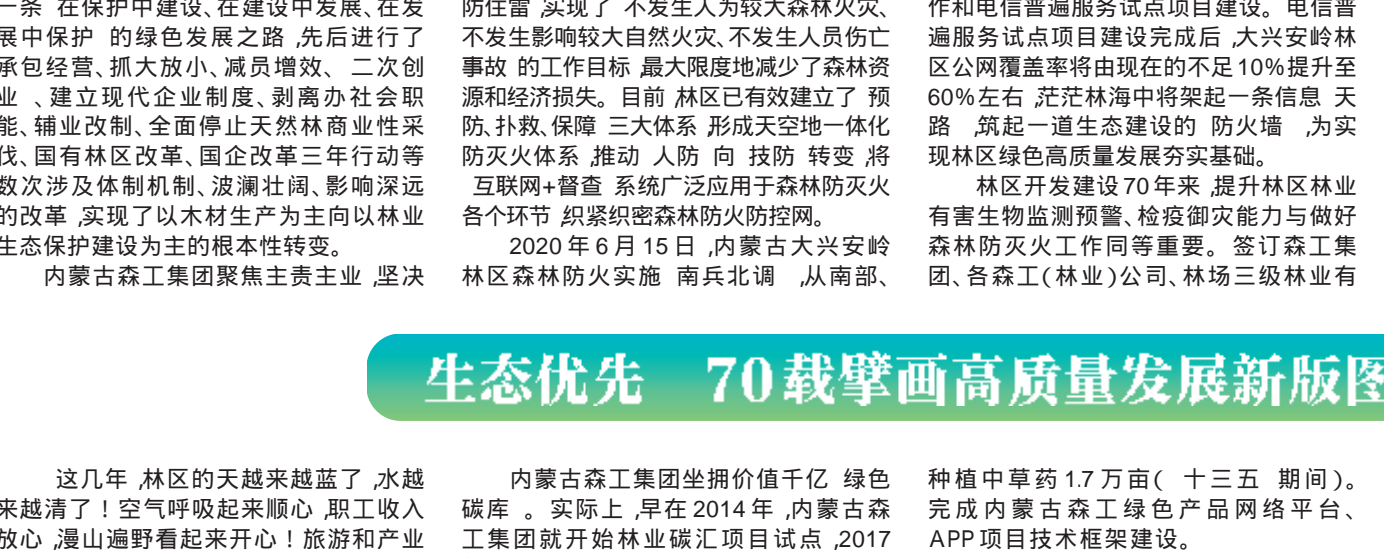 一条 在保护中建设、在建设中发展、在发
展中保护 的绿色发展之路 ,先后进行了
承包经营、抓大放小、减员增效、 二次创
业 、建立现代企业制度、剥离办社会职
能、辅业改制、全面停止天然林商业性采
伐、国有林区改革、国企改革三年行动等
数次涉及体制机制、波澜壮阔、影响深远
的改革 ,实现了以木材生产为主向以林业
生态保护建设为主的根本性转变。
内蒙古森工集团聚焦主责主业 ,坚决
防住雷 ,实现了 不发生人为较大森林火灾、
不发生影响较大自然火灾、不发生人员伤亡
事故 的工作目标 ,最大限度地减少了森林资
源和经济损失。目前 ,林区已有效建立了 预
防、扑救、保障 三大体系 ,形成天空地一体化
防灭火体系 ,推动 人防 向 技防 转变 ,将
互联网+督查 系统广泛应用于森林防灭火
各个环节 ,织紧织密森林防火防控网。
2020 年 6 月 15 日 ,内蒙古大兴安岭
林区森林防火实施 南兵北调 ,从南部、
作和电信普遍服务试点项目建设。电信普
遍服务试点项目建设完成后 ,大兴安岭林
区公网覆盖率将由现在的不足 10%提升至
60%左右 ,茫茫林海中将架起一条信息 天
路 ,筑起一道生态建设的 防火墙 ,为实
现林区绿色高质量发展夯实基础。
林区开发建设 70 年来 ,提升林区林业
有害生物监测预警、检疫御灾能力与做好
森林防灭火工作同等重要。签订森工集
团、各森工(林业)公司、林场三级林业有
生态优先 70载擘画高质量发展新版图
这几年 ,林区的天越来越蓝了 ,水越
来越清了！空气呼吸起来顺心 ,职工收入
放心 ,漫山遍野看起来开心！旅游和产业
内蒙古森工集团坐拥价值千亿 绿色
碳库 。实际上 ,早在 2014 年 ,内蒙古森
工集团就开始林业碳汇项目试点 ,2017
种植中草药 1.7 万亩( 十三五 期间)。
完成内蒙古森工绿色产品网络平台、
APP 项目技术框架建设。